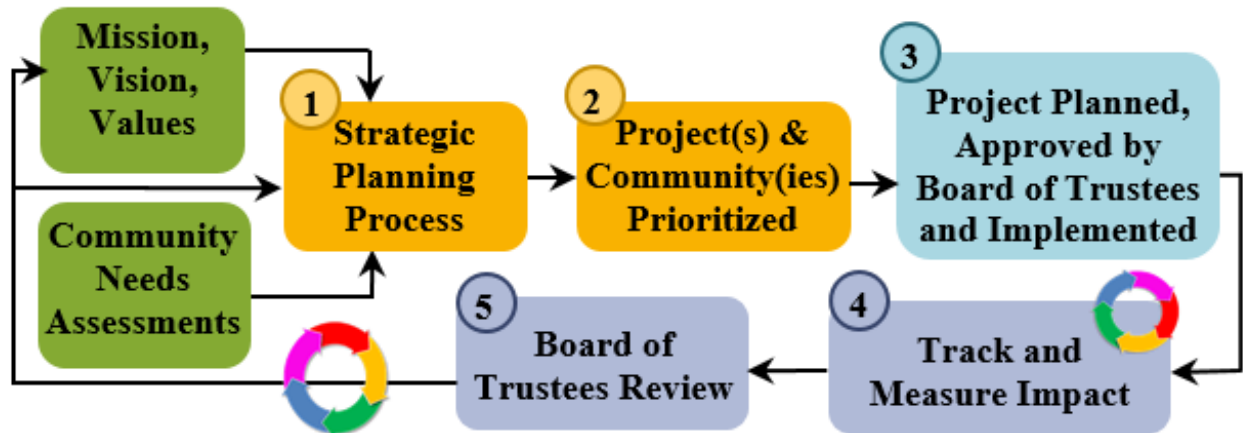 Mission,
Vision,
Values
Community
Needs
Assessments
1
Strategic
Planning
Process
2
Project(s) &
Community(ies)
Prioritized
3
Project Planned,
Approved by
Board of Trustees
and Implemented
4
Track and
Measure Impact
5
Board of
Trustees Review